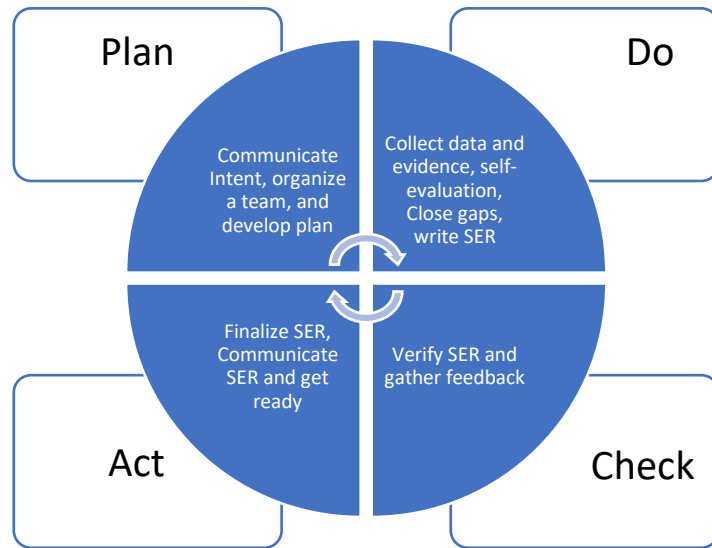 Plan
Do
Communicate
Intent, organize
a team, and
develop plan
Collect data and
evidence, self-
evaluation,
Close gaps,
write SER
Finalize SER,
Communicate
SER and get
ready
Verify SER and
gather feedback
Act
Check